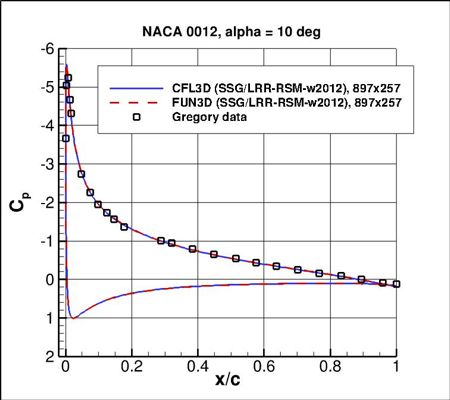 NACA 0012, alpha = 10 deg
-6
CFL3D (SSG/LRR-RSM-w2012), 897x257
FUN3D (SSG/LRR-RSM-w2012), 897x257
Gregory data
-5
-4
-3
Cp
-2
-1
0
1
2
0 0.2 0.4 0.6 0.8 1
x/c